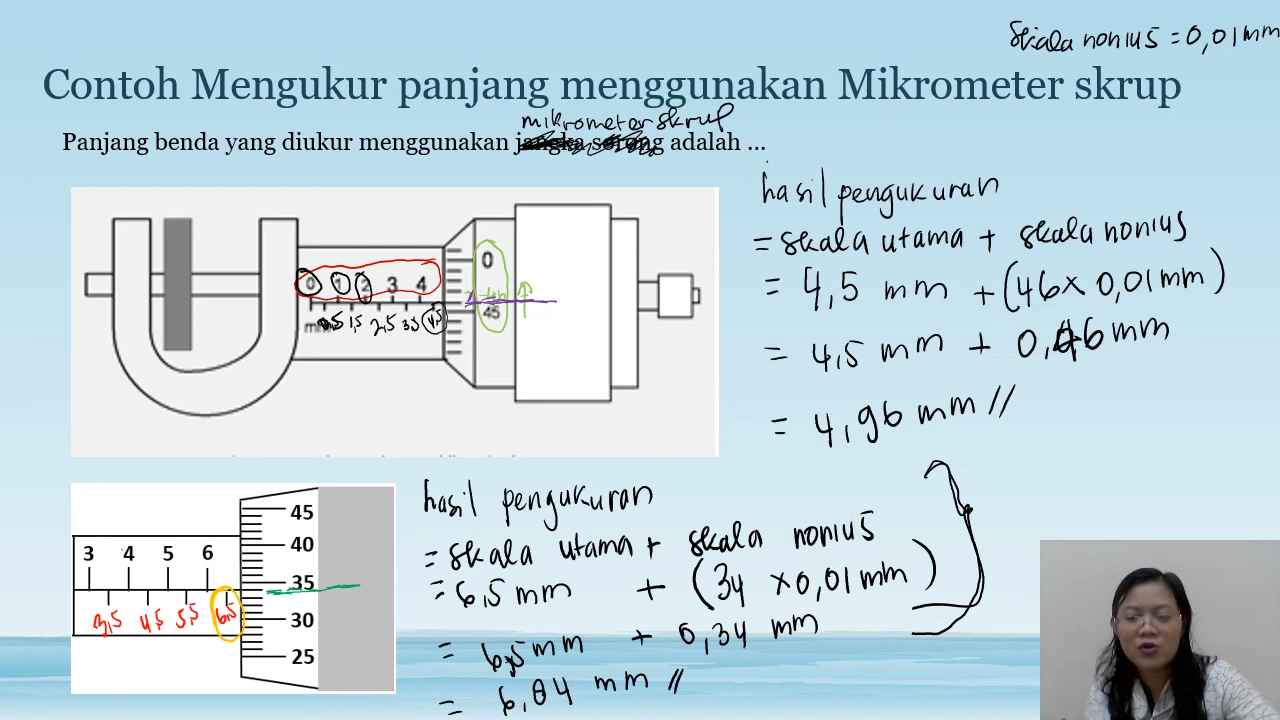 skala nonius = 0,01 mm
Contoh Mengukur panjang menggunakan Mikrometer skrup
mikrometer skrup
Panjang benda yang diukur menggunakan jangka sorong adalah ...
hasil pengukuran
= skala utama + skala nonius
= 4,5 mm + (46 x 0,01 mm)
= 4,5 mm + 0,46 mm
= 4,96 mm //
0 1 2 3 4
0
45
1,5 2,5 3,5 4,5
hasil pengukuran
= skala utama + skala nonius
= 6,5 mm + (34 x 0,01 mm)
= 6,5 mm + 0,34 mm
= 6,84 mm //
3 4 5 6
3,5 4,5 5,5 6,5
45
40
35
30
25